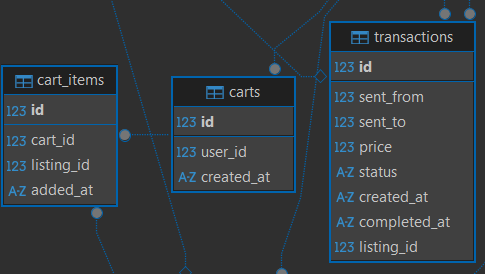 cart_items
123 id
123 cart_id
123 listing_id
A-Z added_at
carts
123 id
123 user_id
A-Z created_at
transactions
123 id
123 sent_from
123 sent_to
123 price
A-Z status
A-Z created_at
A-Z completed_at
123 listing_id